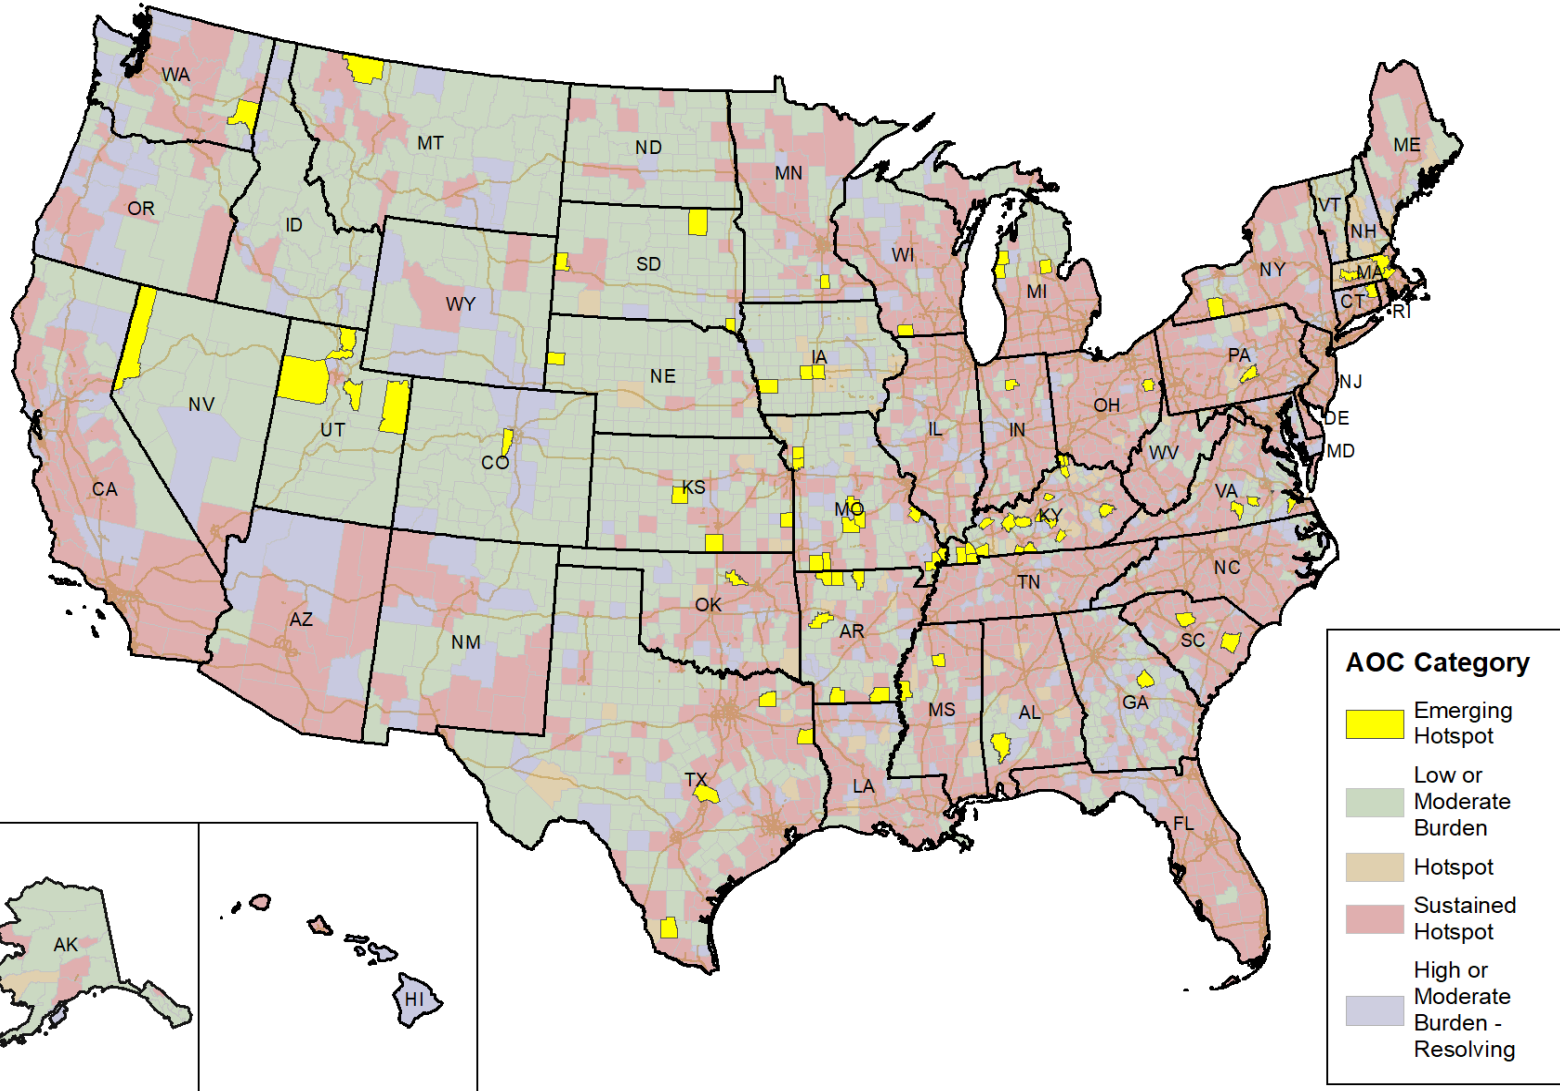 WA
MT
ND
MN
ME
OR
ID
SD
WI
VT
NH
NY
MA
MI
CT
RI
WY
IA
NE
PA
NJ
NV
UT
OH
DE
IL
IN
CO
WV
MD
CA
KS
MO
KY
VA
AZ
NM
OK
TN
NC
AR
SC
MS
AL
GA
TX
LA
FL
AK
HI
AOC Category
Emerging
Hotspot
Low or
Moderate
Burden
Hotspot
Sustained
Hotspot
High or
Moderate
Burden -
Resolving